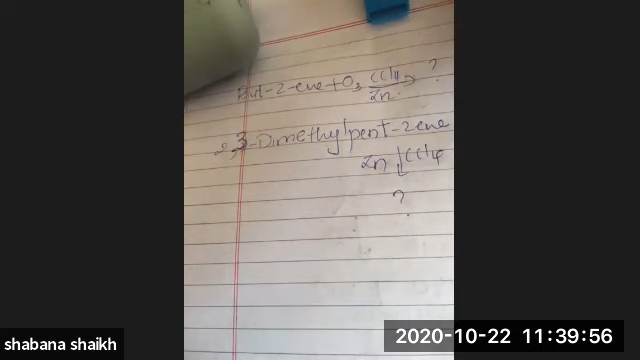 But-2-ene + O3 CCl4 → ?
Zn
2,3-Dimethylpent-2ene
Zn ↓ CCl4
?
shabana shaikh
2020-10-22 11:39:56